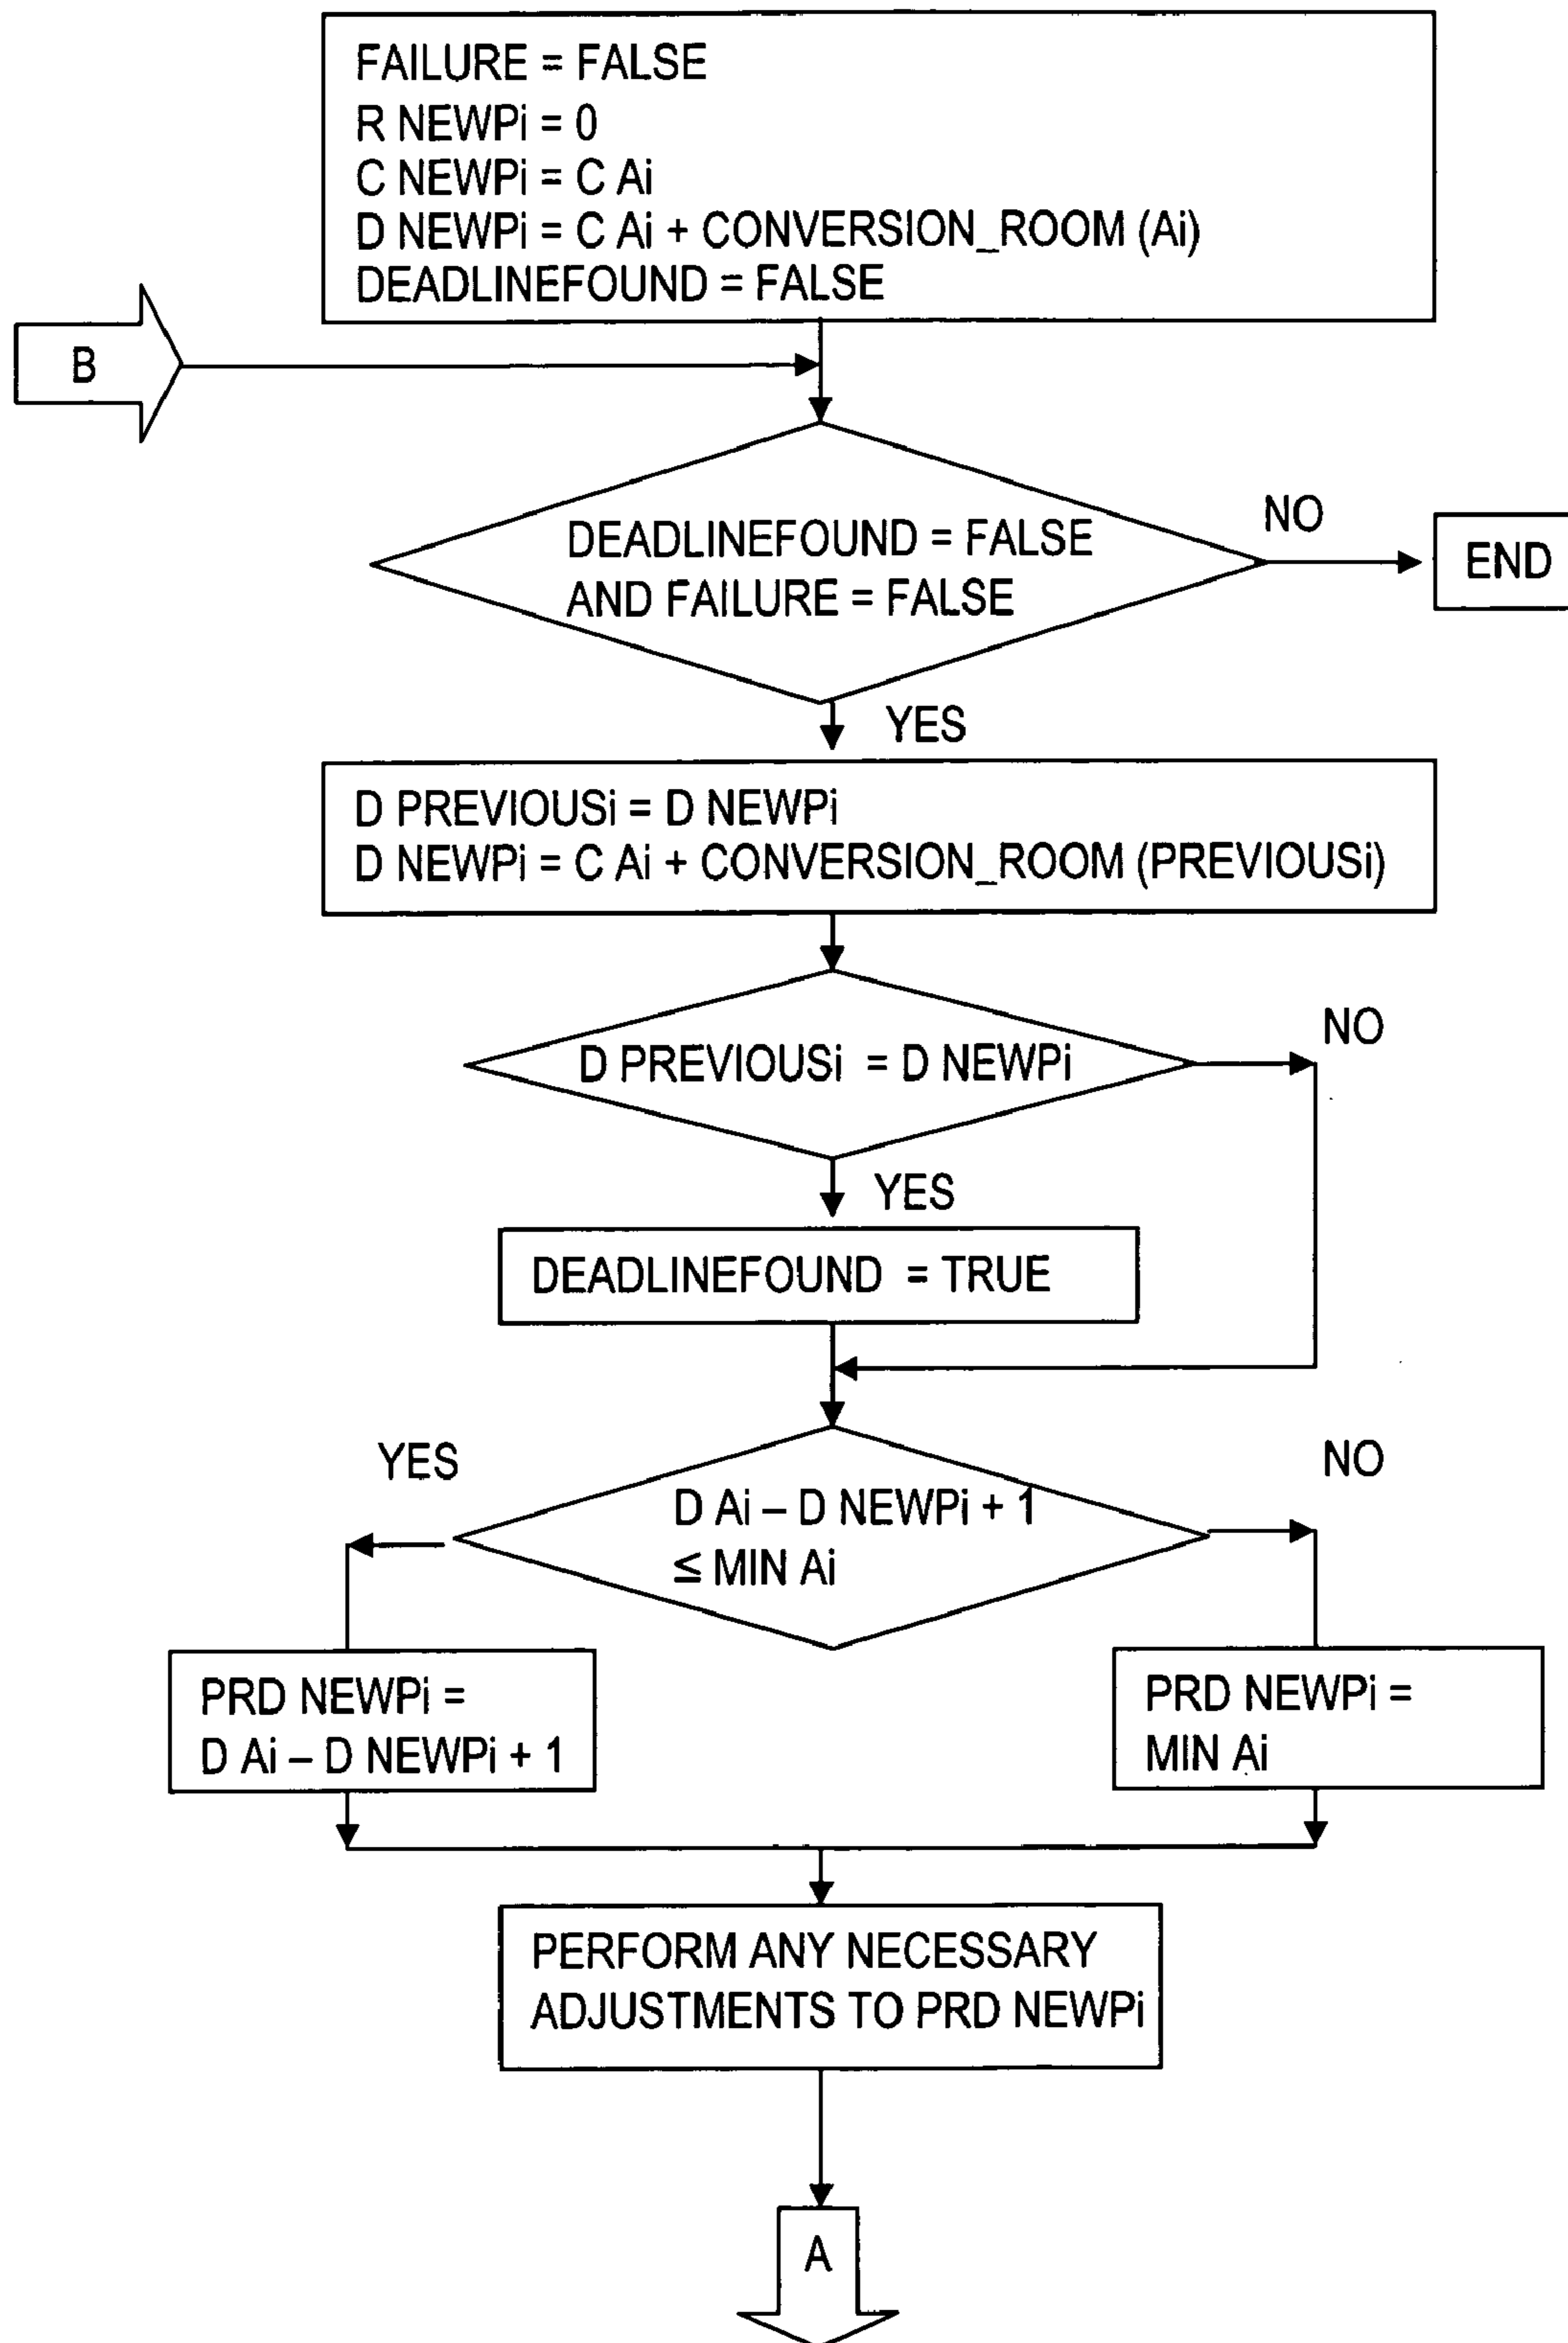 FAILURE = FALSE
R NEWPi = 0
C NEWPi = C Ai
D NEWPi = C Ai + CONVERSION_ROOM (Ai)
DEADLINEFOUND = FALSE
B
DEADLINEFOUND = FALSE
AND FAILURE = FALSE
NO
END
YES
D PREVIOUSi = D NEWPi
D NEWPi = C Ai + CONVERSION_ROOM (PREVIOUSi)
D PREVIOUSi = D NEWPi
NO
YES
DEADLINEFOUND = TRUE
YES
D Ai – D NEWPi + 1
≤ MIN Ai
NO
PRD NEWPi =
D Ai – D NEWPi + 1
PRD NEWPi =
MIN Ai
PERFORM ANY NECESSARY
ADJUSTMENTS TO PRD NEWPi
A